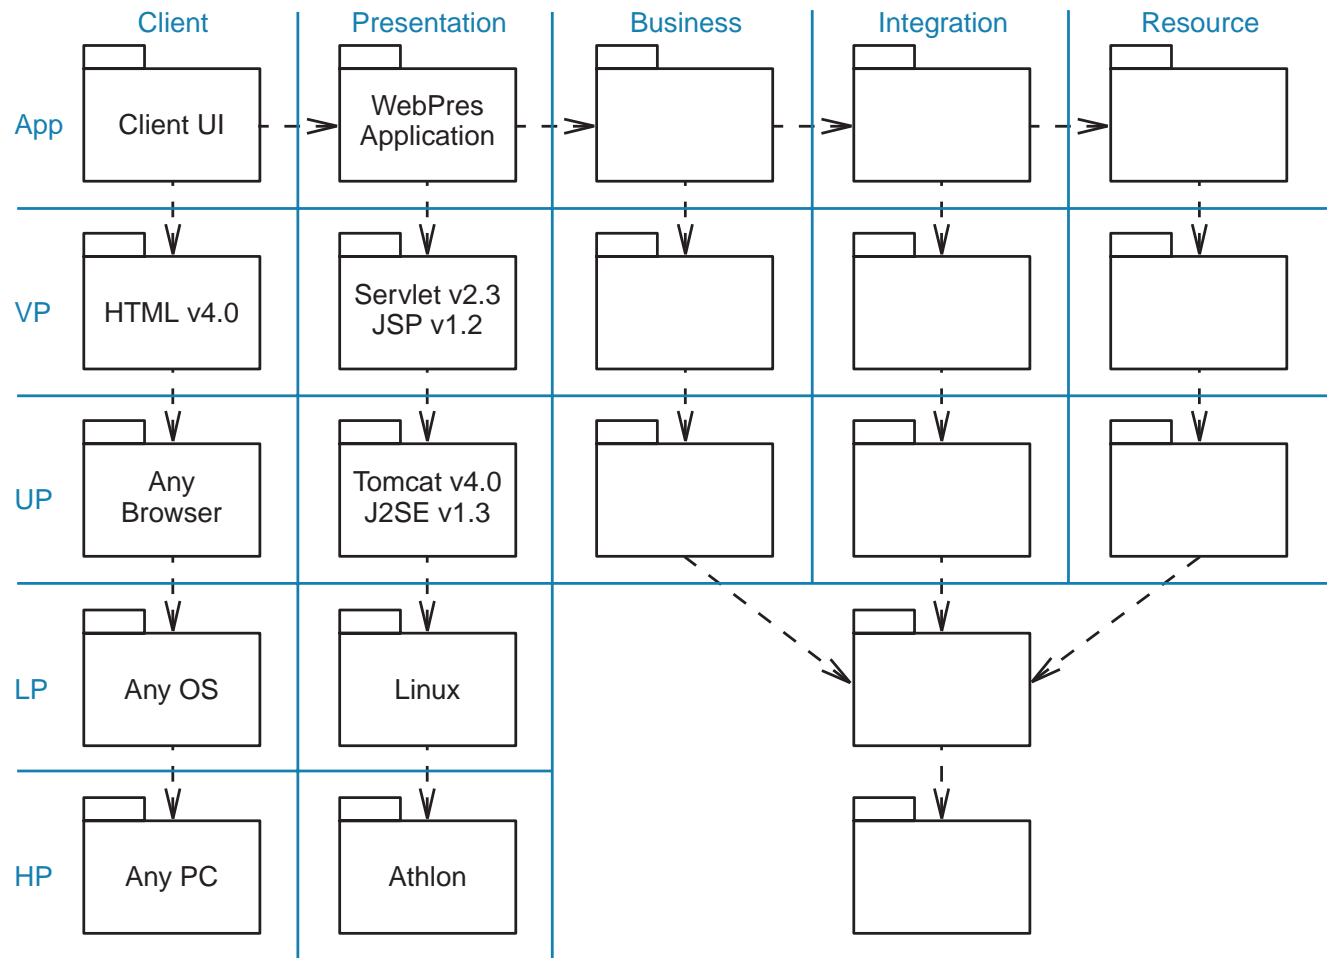 Client
Presentation
Business
Integration
Resource
App
Client UI
WebPres
Application
VP
HTML v4.0
Servlet v2.3
JSP v1.2
UP
Any
Browser
Tomcat v4.0
J2SE v1.3
LP
Any OS
Linux
HP
Any PC
Athlon